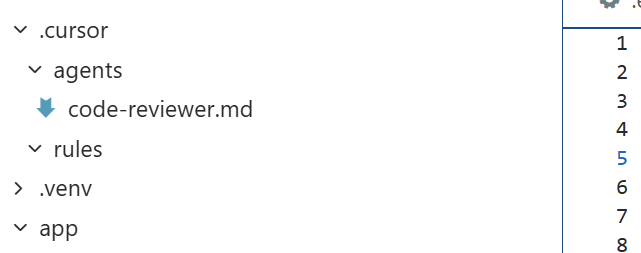 .cursor
agents
code-reviewer.md
rules
.venv
app
1
2
3
4
5
6
7
8